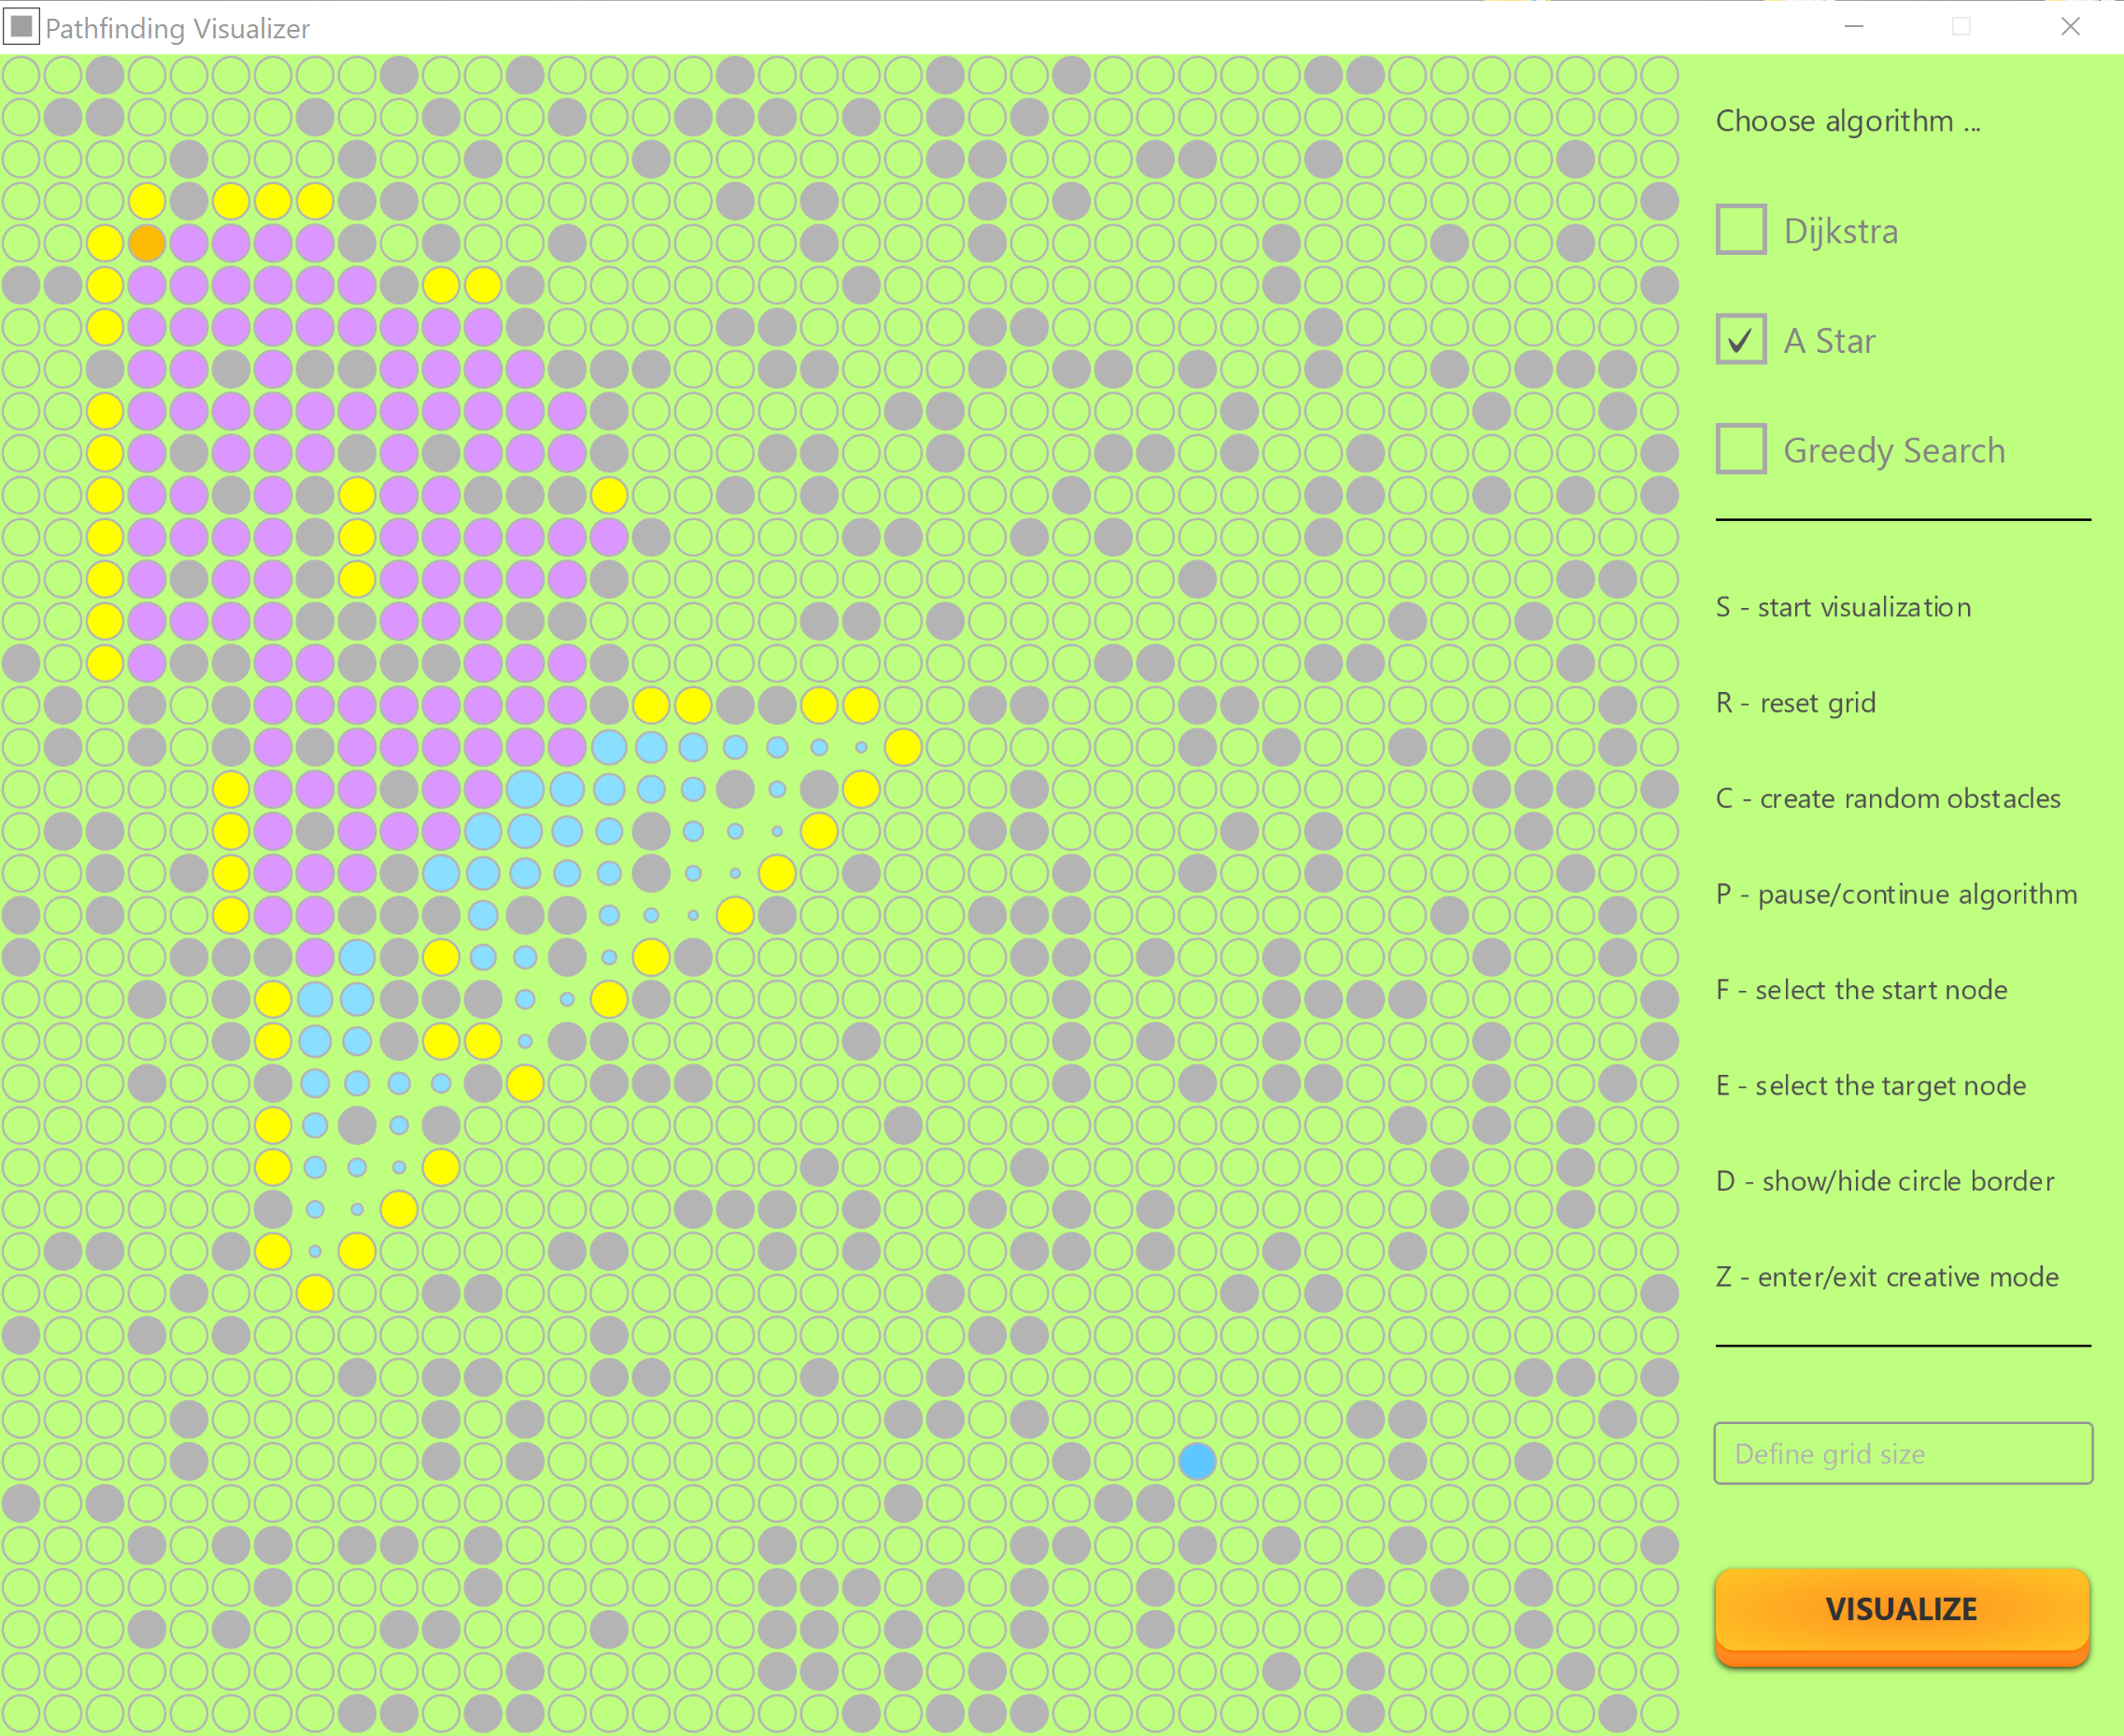 Pathfinding Visualizer
Choose algorithm ...
Dijkstra
A Star
Greedy Search
S - start visualization
R - reset grid
C - create random obstacles
P - pause/continue algorithm
F - select the start node
E - select the target node
D - show/hide circle border
Z - enter/exit creative mode
Define grid size
VISUALIZE